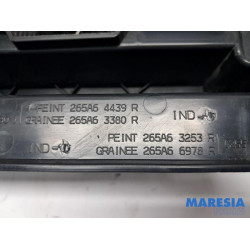 PEINT 265A6 4439 R
GRAINEE 265A6 3380 R
IND
PEINT 265A6 3253 R
IND
GRAINEE 265A6 6978 R
MARESIA